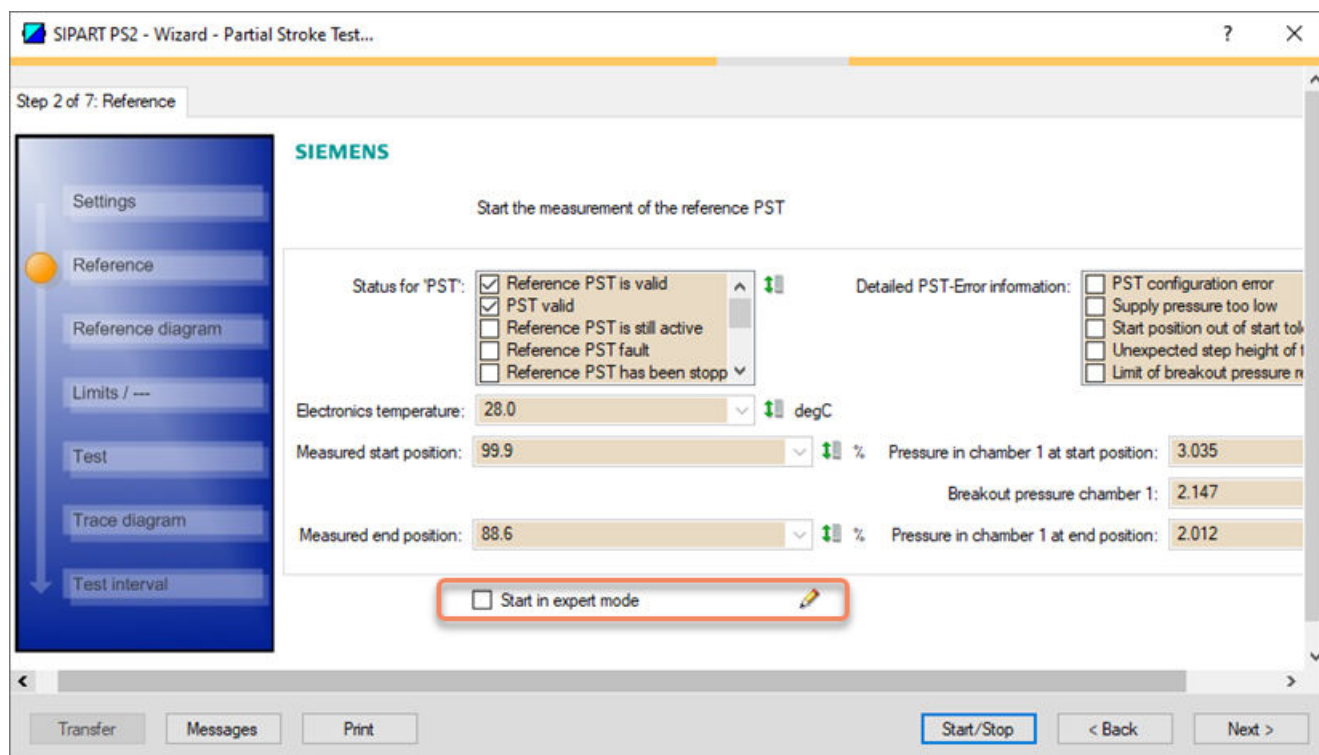 SIPART PS2 - Wizard - Partial Stroke Test...
Step 2 of 7: Reference
SIEMENS
Settings
Reference
Reference diagram
Limits / ---
Test
Trace diagram
Test interval
Start the measurement of the reference PST
Status for 'PST':
Reference PST is valid
PST valid
Reference PST is still active
Reference PST fault
Reference PST has been stopp
Detailed PST-Error information:
PST configuration error
Supply pressure too low
Start position out of start tol
Unexpected step height of
Limit of breakout pressure
Electronics temperature: 28.0 degC
Measured start position: 99.9 %
Pressure in chamber 1 at start position: 3.035
Breakout pressure chamber 1: 2.147
Measured end position: 88.6 %
Pressure in chamber 1 at end position: 2.012
Start in expert mode
Transfer Messages Print Start/Stop < Back Next >